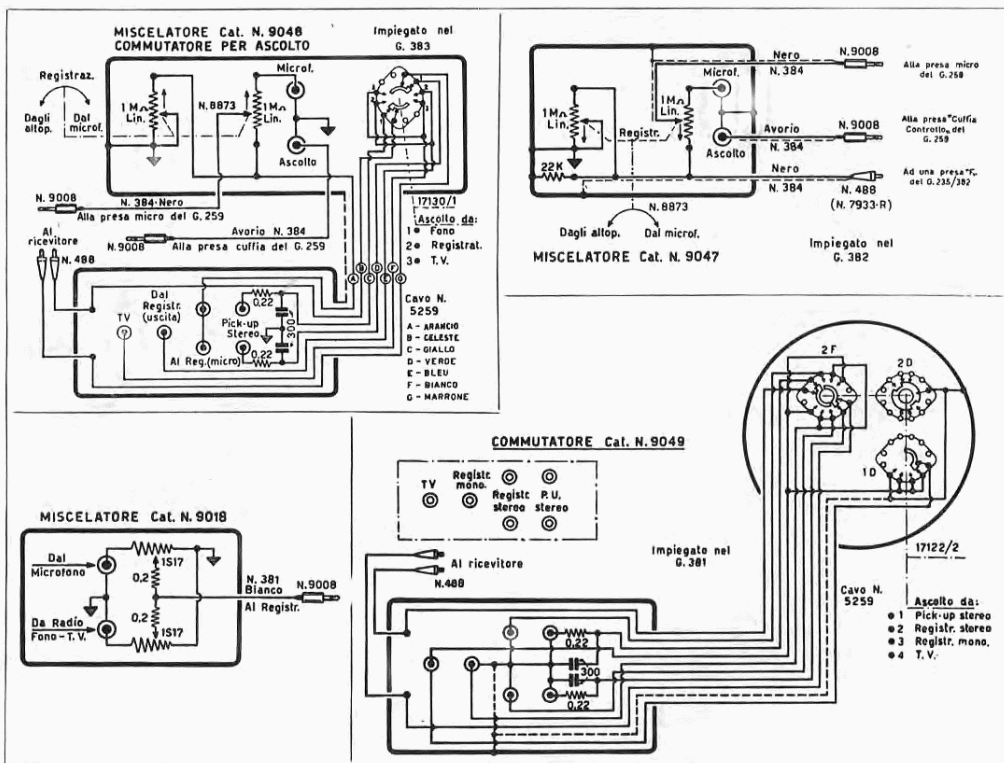 MISCELATORE Cat. N. 9048
COMMUTATORE PER ASCOLTO
Impiegato nel
G. 383
Registraz.
Dagli
altop.
Dal
microf.
1MΩ
Lin.
N.8873
1MΩ
Lin.
Microf.
Ascolto
N. 384-Nero
Alla presa micro del G.259
N.9008
Avorio N. 384
Alla presa cuffia del G.259
N.9008
17130/1
Ascolto da:
1 Fono
2 Registrat.
3 T.V.
Al
ricevitore
N.488
TV
Dal
Registr.
(uscita)
Al Reg.(micro)
Pick-up
Stereo
0,22
0,22
300
A B C D E F G
Cavo N.
5259
A - ARANCIO
B - CELESTE
C - GIALLO
D - VERDE
E - BLEU
F - BIANCO
G - MARRONE
Nero
N.384
N.9008
Alla presa micro
del G.259
Microf.
1MΩ
Lin.
1MΩ
Lin.
Registr.
Ascolto
Avorio
N.384
N.9008
Alla presa "Cuffia
Controllo" del
G.259
22K
Nero
N.384
N. 488
(N. 7933-R)
Ad una presa "F"
del G.235/382
N.8873
Dagli altop.
Dal microf.
MISCELATORE Cat. N. 9047
Impiegato nel
G. 382
MISCELATORE Cat. N. 9018
Dal
Microfono
Da Radio
Fono - T. V.
1S17
0,2
0,2
1S17
N. 381
Bianco
Al Registr.
N.9008
COMMUTATORE Cat. N.9049
TV
Registr.
mono.
Registr.
stereo
P.U.
stereo
Al ricevitore
N.488
Impiegato nel
G.381
0,22
300
0,22
2F
2D
1D
17122/2
Cavo N.
5259
Ascolto da:
1 Pick-up stereo
2 Registr. stereo
3 Registr. mono.
4 T. V.